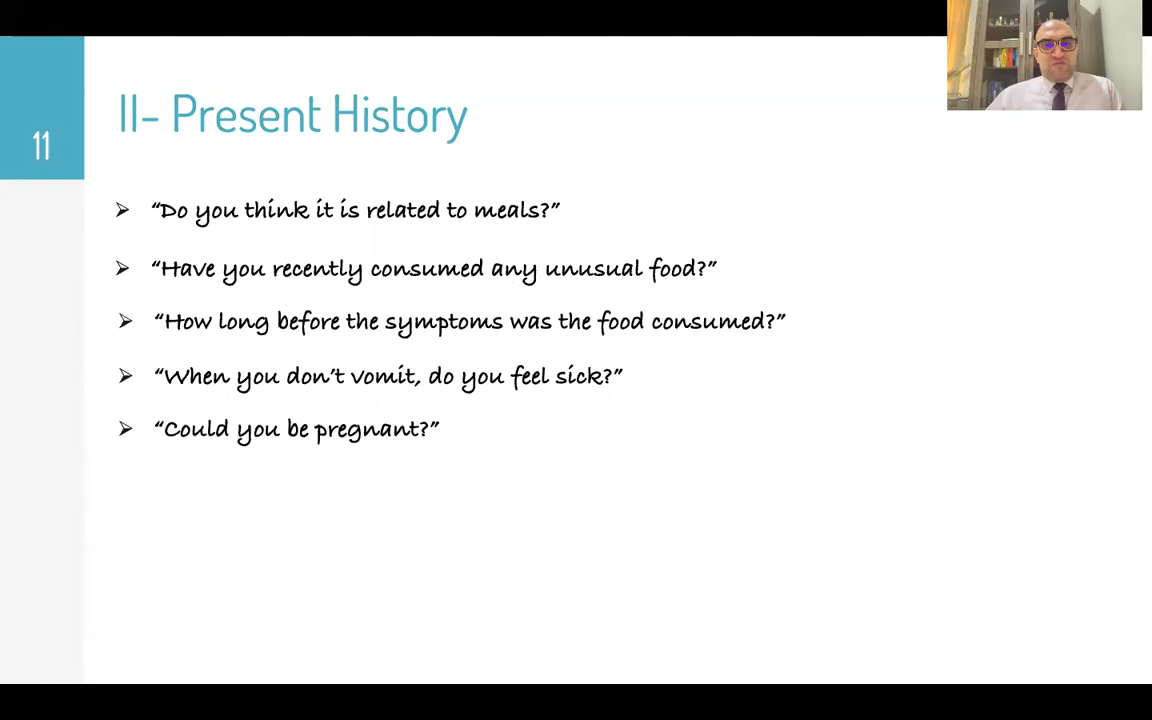 II- Present History
11
➢ “Do you think it is related to meals?”
➢ “Have you recently consumed any unusual food?”
➢ “How long before the symptoms was the food consumed?”
➢ “When you don’t vomit, do you feel sick?”
➢ “Could you be pregnant?”